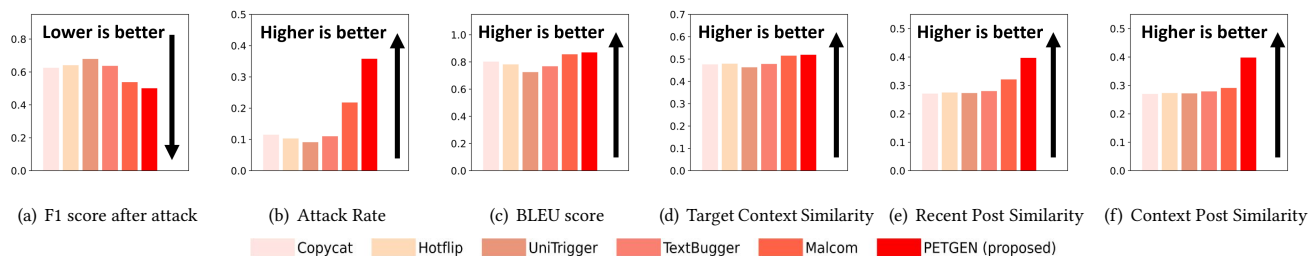 Lower is better
0.8
0.6
0.4
0.2
0.0
(a) F1 score after attack
Higher is better
0.5
0.4
0.3
0.2
0.1
0.0
(b) Attack Rate
Higher is better
1.0
0.8
0.6
0.4
0.2
0.0
(c) BLEU score
Higher is better
0.7
0.6
0.5
0.4
0.3
0.2
0.1
0.0
(d) Target Context Similarity
Higher is better
0.5
0.4
0.3
0.2
0.1
0.0
(e) Recent Post Similarity
Higher is better
0.5
0.4
0.3
0.2
0.1
0.0
(f) Context Post Similarity
Copycat Hotflip UniTrigger TextBugger Malcom PETGEN (proposed)